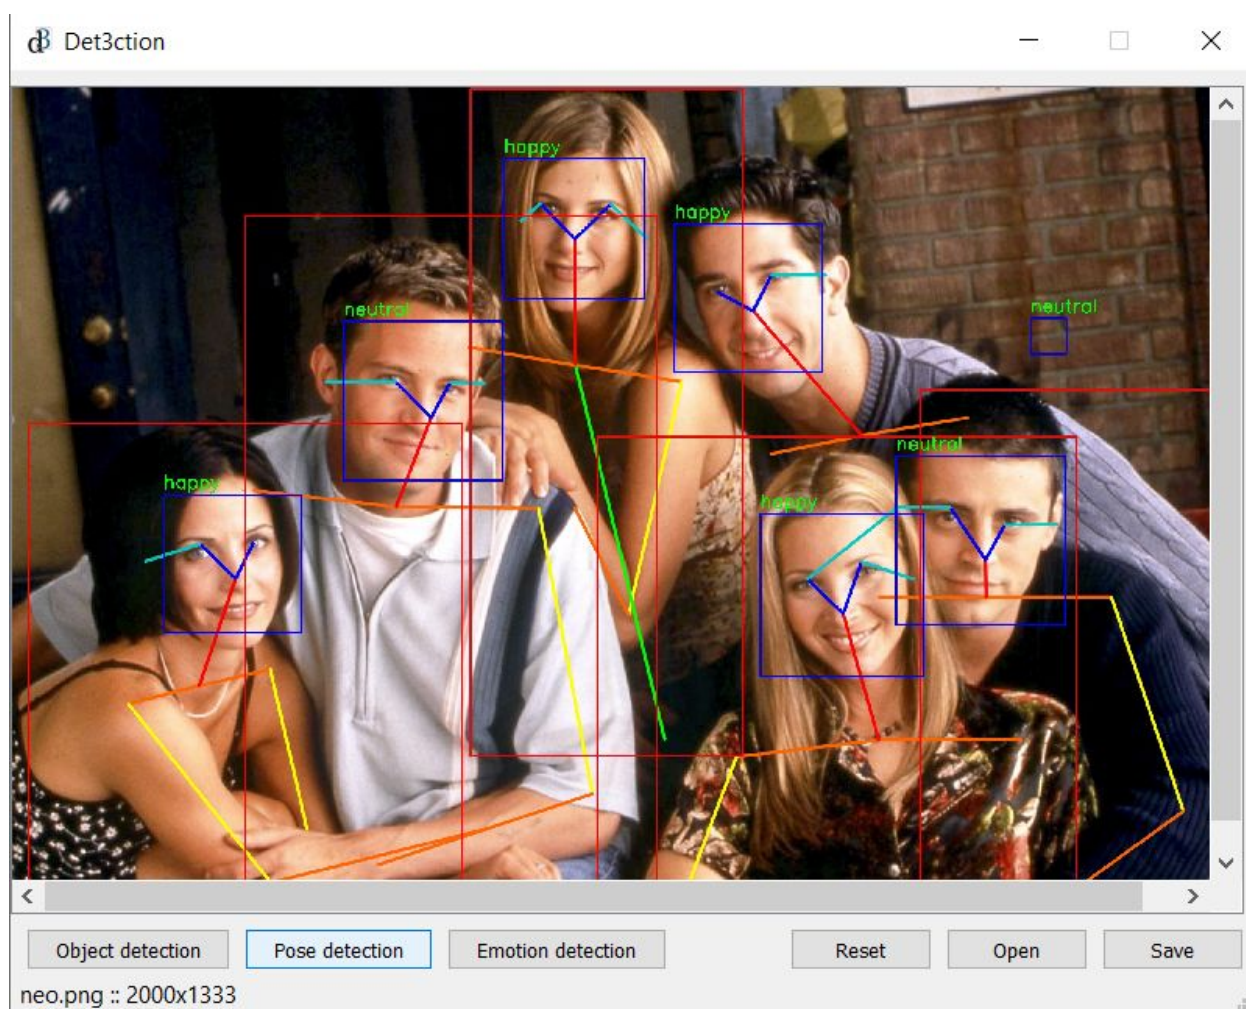 Det3ction
happy
happy
neutral
neutral
neutral
happy
happy
Object detection
Pose detection
Emotion detection
Reset
Open
Save
neo.png :: 2000x1333